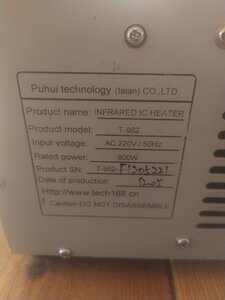 Puhui technology (taian) CO.,LTD
Product name: INFRARED IC HEATER
Product model: T-962
Input voltage: AC 220V / 50Hz
Rated power: 800W
Product SN: T-962-
Date of production:
Http://www.tech168.cn
! Caution:DO NOT DISASSEMBLE